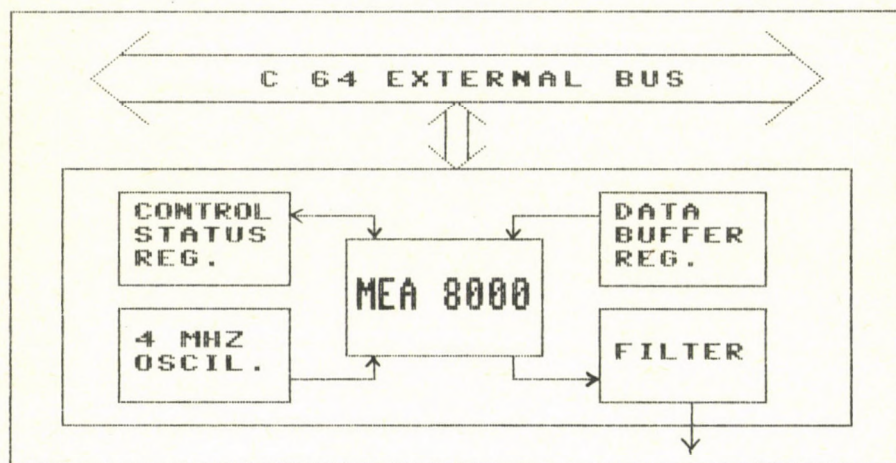 C 64 EXTERNAL BUS
CONTROL
STATUS
REG.
DATA
BUFFER
REG.
MEA 8000
4 MHZ
OSCIL.
FILTER